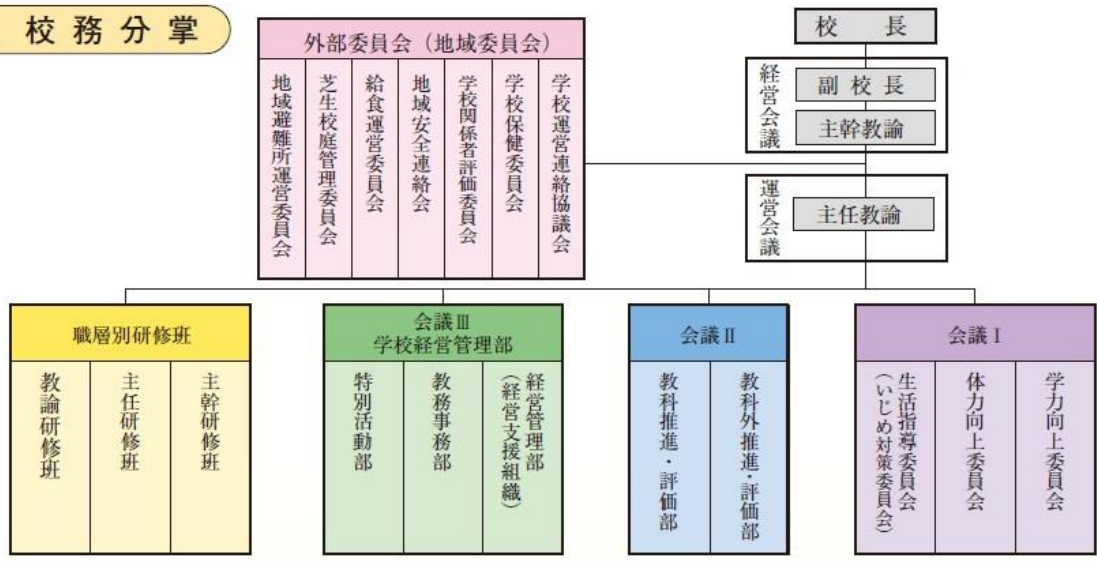 校務分掌
外部委員会（地域委員会）
学校運営連絡協議会
学校保健委員会
学校関係者評価委員会
地域安全連絡会
給食運営委員会
芝生校庭管理委員会
地域避難所運営委員会
校長
経営会議
副校長
主幹教諭
運営会議
主任教諭
会議Ⅰ
学力向上委員会
体力向上委員会
生活指導委員会
（いじめ対策委員会）
会議Ⅱ
教科外推進・評価部
教科推進・評価部
会議Ⅲ
学校経営管理部
経営管理部
（経営支援組織）
教務事務部
特別活動部
職層別研修班
主幹研修班
主任研修班
教諭研修班